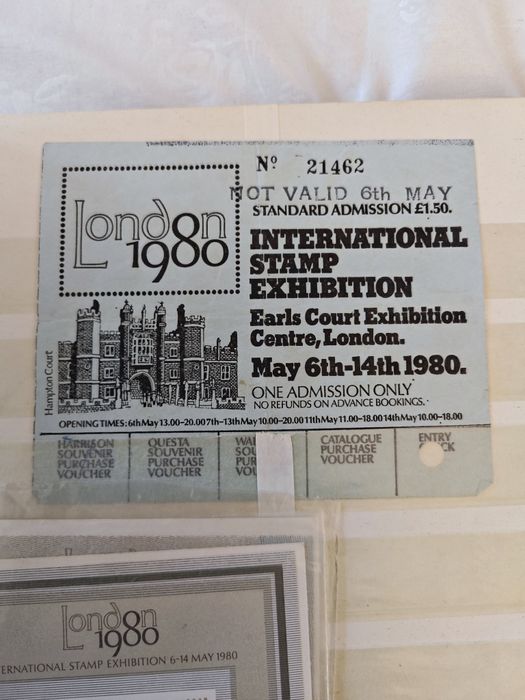 Nº 21462
NOT VALID 6th MAY
STANDARD ADMISSION £1.50.
London
1980
INTERNATIONAL
STAMP
EXHIBITION
Earls Court Exhibition
Centre, London.
May 6th-14th 1980.
ONE ADMISSION ONLY
NO REFUNDS ON ADVANCE BOOKINGS.
Hampton Court
OPENING TIMES: 6th May 13.00-20.00 7th-13th May 10.00-20.00 11th May 11.00-18.00 14th May 10.00-18.00
HARRISON
SOUVENIR
PURCHASE
VOUCHER
QUESTA
SOUVENIR
PURCHASE
VOUCHER
CATALOGUE
PURCHASE
VOUCHER
ENTRY
London
1980
INTERNATIONAL STAMP EXHIBITION 6-14 MAY 1980